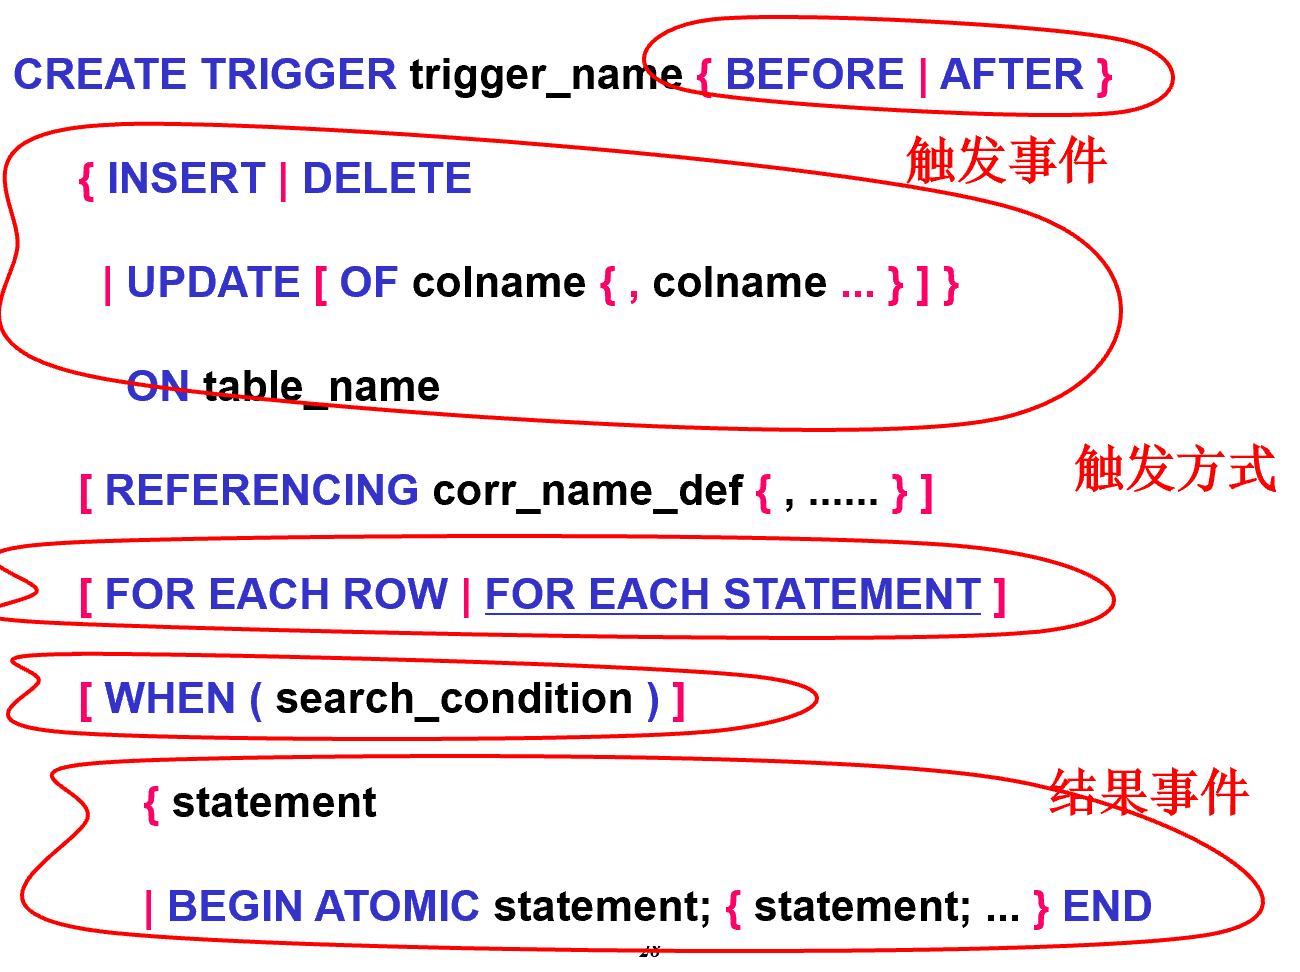 CREATE TRIGGER trigger_name { BEFORE | AFTER }
触发事件
{ INSERT | DELETE
| UPDATE [ OF colname { , colname ... } ] }
ON table_name
触发方式
[ REFERENCING corr_name_def { , ...... } ]
[ FOR EACH ROW | FOR EACH STATEMENT ]
[ WHEN ( search_condition ) ]
结果事件
{ statement
| BEGIN ATOMIC statement; { statement; ... } END